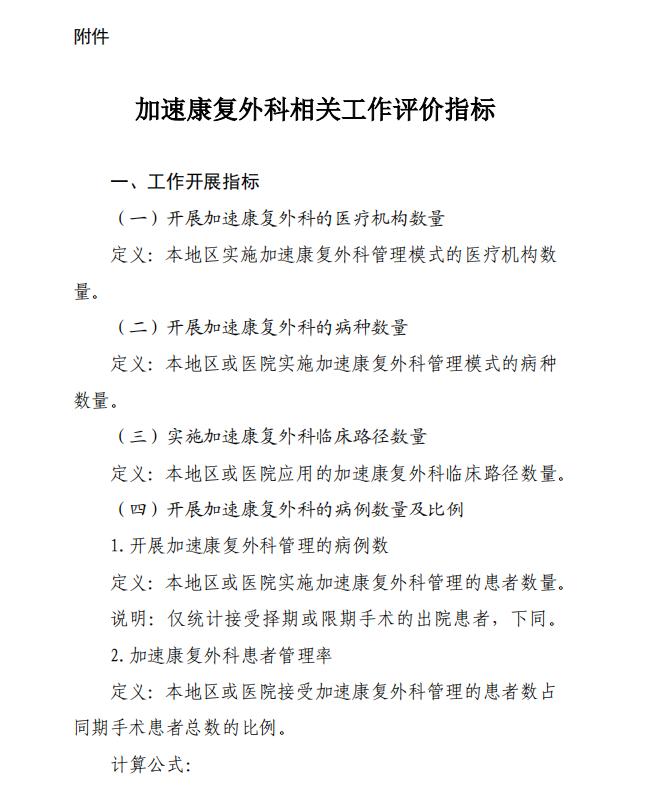 附件
加速康复外科相关工作评价指标
一、工作开展指标
（一）开展加速康复外科的医疗机构数量
定义：本地区实施加速康复外科管理模式的医疗机构数
量。
（二）开展加速康复外科的病种数量
定义：本地区或医院实施加速康复外科管理模式的病种
数量。
（三）实施加速康复外科临床路径数量
定义：本地区或医院应用的加速康复外科临床路径数量。
（四）开展加速康复外科的病例数量及比例
1.开展加速康复外科管理的病例数
定义：本地区或医院实施加速康复外科管理的患者数量。
说明：仅统计接受择期或限期手术的出院患者，下同。
2.加速康复外科患者管理率
定义：本地区或医院接受加速康复外科管理的患者数占
同期手术患者总数的比例。
计算公式：